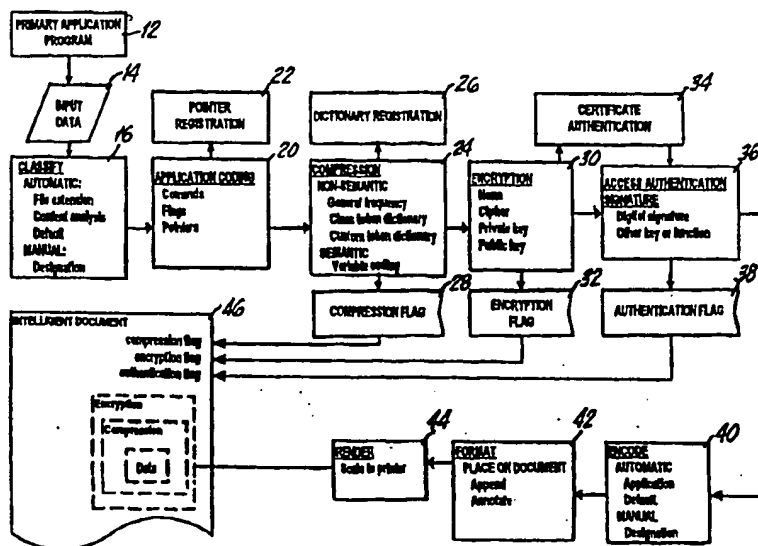 PRIMARY APPLICATION
PROGRAM
12
14
INPUT
DATA
16
CLASSIFY
AUTOMATIC:
File extension
Content analysis
Default
MANUAL:
Designation
22
POINTER
REGISTRATION
20
APPLICATION CODING
Comands
Flags
Pointers
26
DICTIONARY REGISTRATION
24
COMPRESSION
NON-SEMANTIC
General frequency
Class token dictionary
Custom token dictionary
SEMANTIC
Variable coding
28
COMPRESSION FLAG
30
ENCRYPTION
None
Cipher
Private key
Public key
32
ENCRYPTION
FLAG
34
CERTIFICATE
AUTHENTICATION
36
ACCESS AUTHENTICATION
SIGNATURE
Digital signature
Other key or function
38
AUTHENTICATION FLAG
46
INTELLIGENT DOCUMENT
compression flag
encryption flag
authentication flag
Encryption
Compression
Data
44
RENDER
Scale to printer
42
FORMAT
PLACE ON DOCUMENT
Append
Annotate
40
ENCODE
AUTOMATIC
Application
Default
MANUAL
Designation